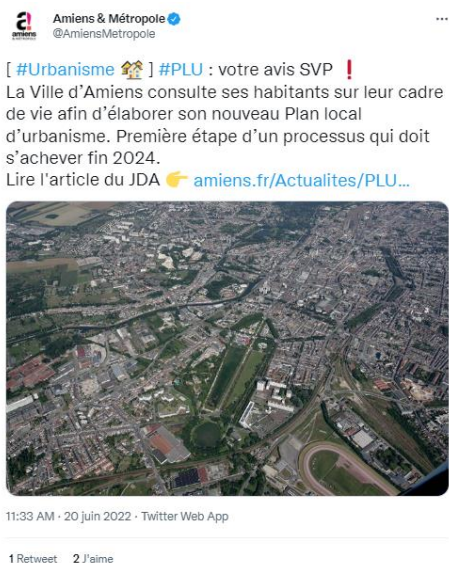 Amiens & Métropole
@AmiensMetropole
amiens
[ #Urbanisme 🏘️ ] #PLU : votre avis SVP ❗
La Ville d’Amiens consulte ses habitants sur leur cadre
de vie afin d’élaborer son nouveau Plan local
d’urbanisme. Première étape d’un processus qui doit
s’achever fin 2024.
Lire l'article du JDA 👉 amiens.fr/Actualites/PLU...
11:33 AM · 20 juin 2022 · Twitter Web App
1 Retweet 2 J'aime